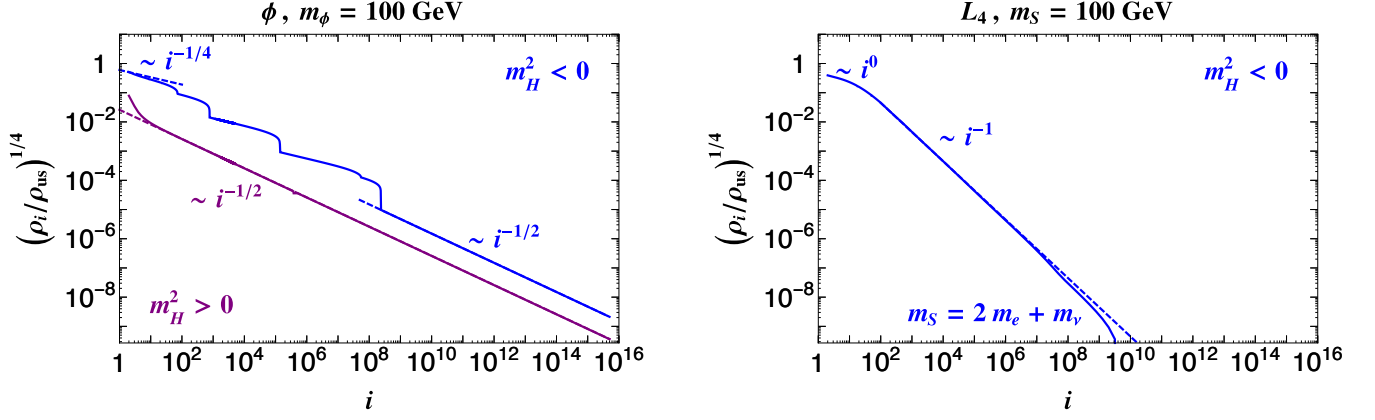 ϕ , m_ϕ = 100 GeV
(ρ_i/ρ_us)^1/4
1
10^-2
10^-4
10^-6
10^-8
~ i^-1/4
m_H^2 < 0
~ i^-1/2
~ i^-1/2
m_H^2 > 0
1
10^2
10^4
10^6
10^8
10^10
10^12
10^14
10^16
i
L_4 , m_S = 100 GeV
(ρ_i/ρ_us)^1/4
1
10^-2
10^-4
10^-6
10^-8
~ i^0
m_H^2 < 0
~ i^-1
m_S = 2 m_e + m_ν
1
10^2
10^4
10^6
10^8
10^10
10^12
10^14
10^16
i